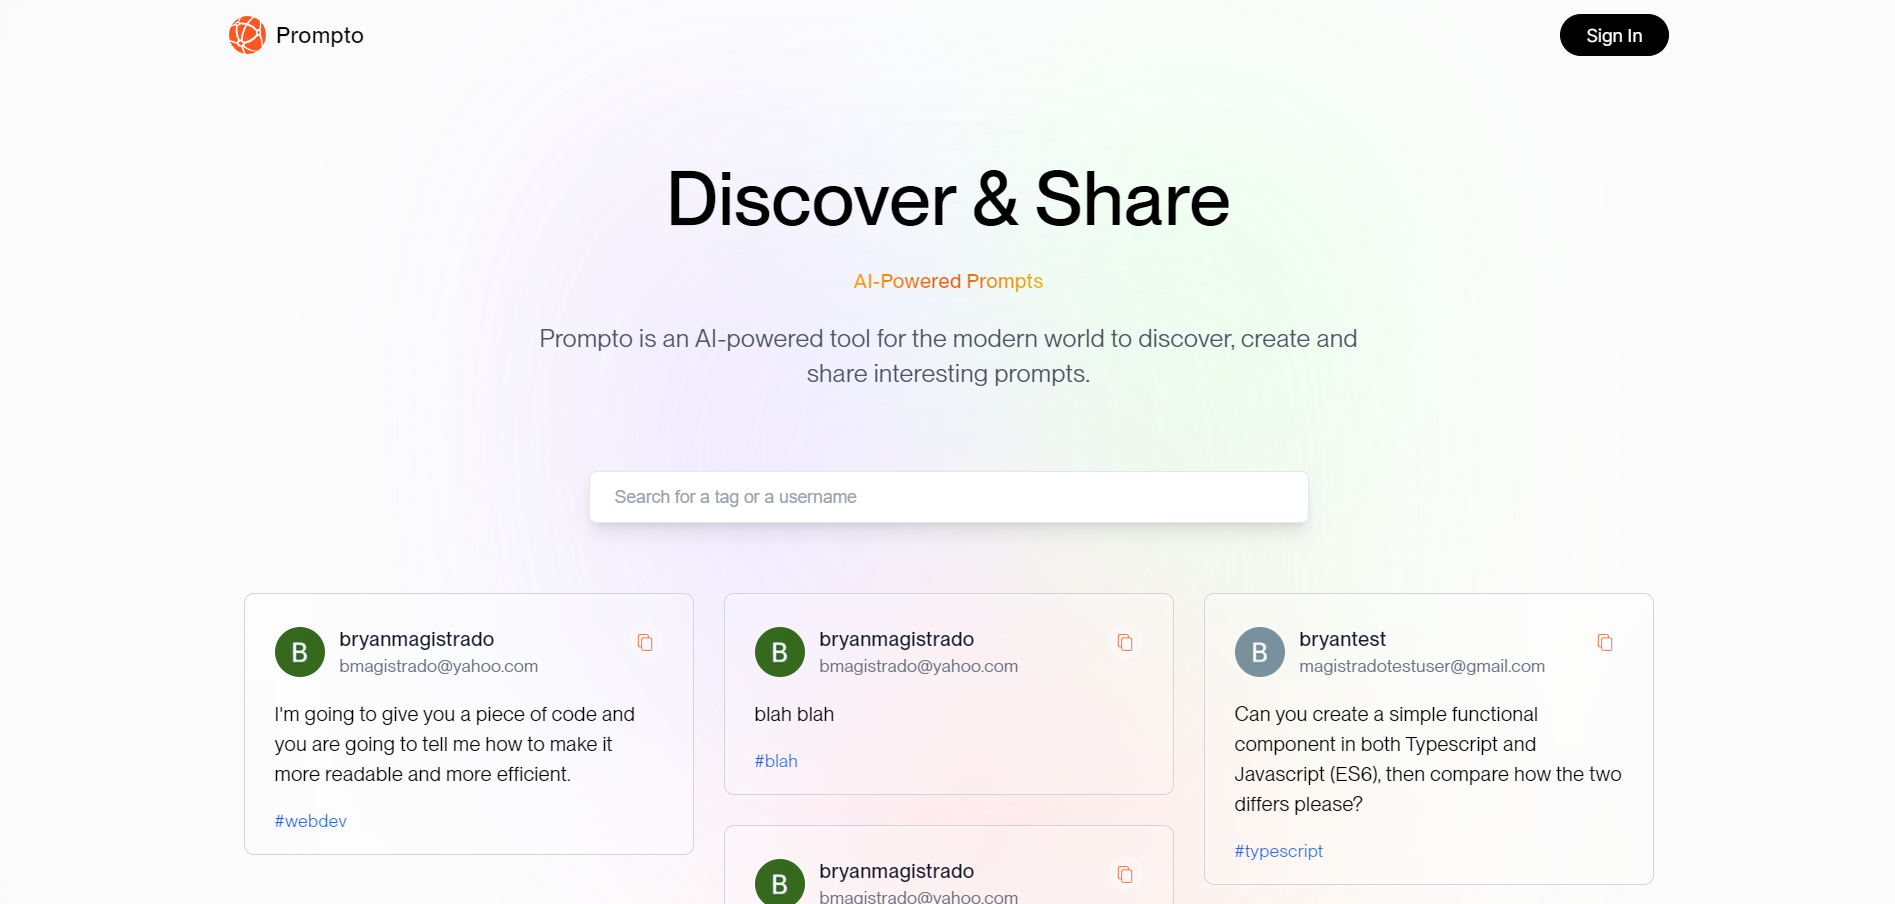 Prompto
Sign In
Discover & Share
AI-Powered Prompts
Prompto is an AI-powered tool for the modern world to discover, create and
share interesting prompts.
Search for a tag or a username
B
bryanmagistrado
bmagistrado@yahoo.com
I'm going to give you a piece of code and
you are going to tell me how to make it
more readable and more efficient.
#webdev
B
bryanmagistrado
bmagistrado@yahoo.com
blah blah
#blah
B
bryanmagistrado
bmagistrado@yahoo.com
B
bryantest
magistradotestuser@gmail.com
Can you create a simple functional
component in both Typescript and
Javascript (ES6), then compare how the two
differs please?
#typescript